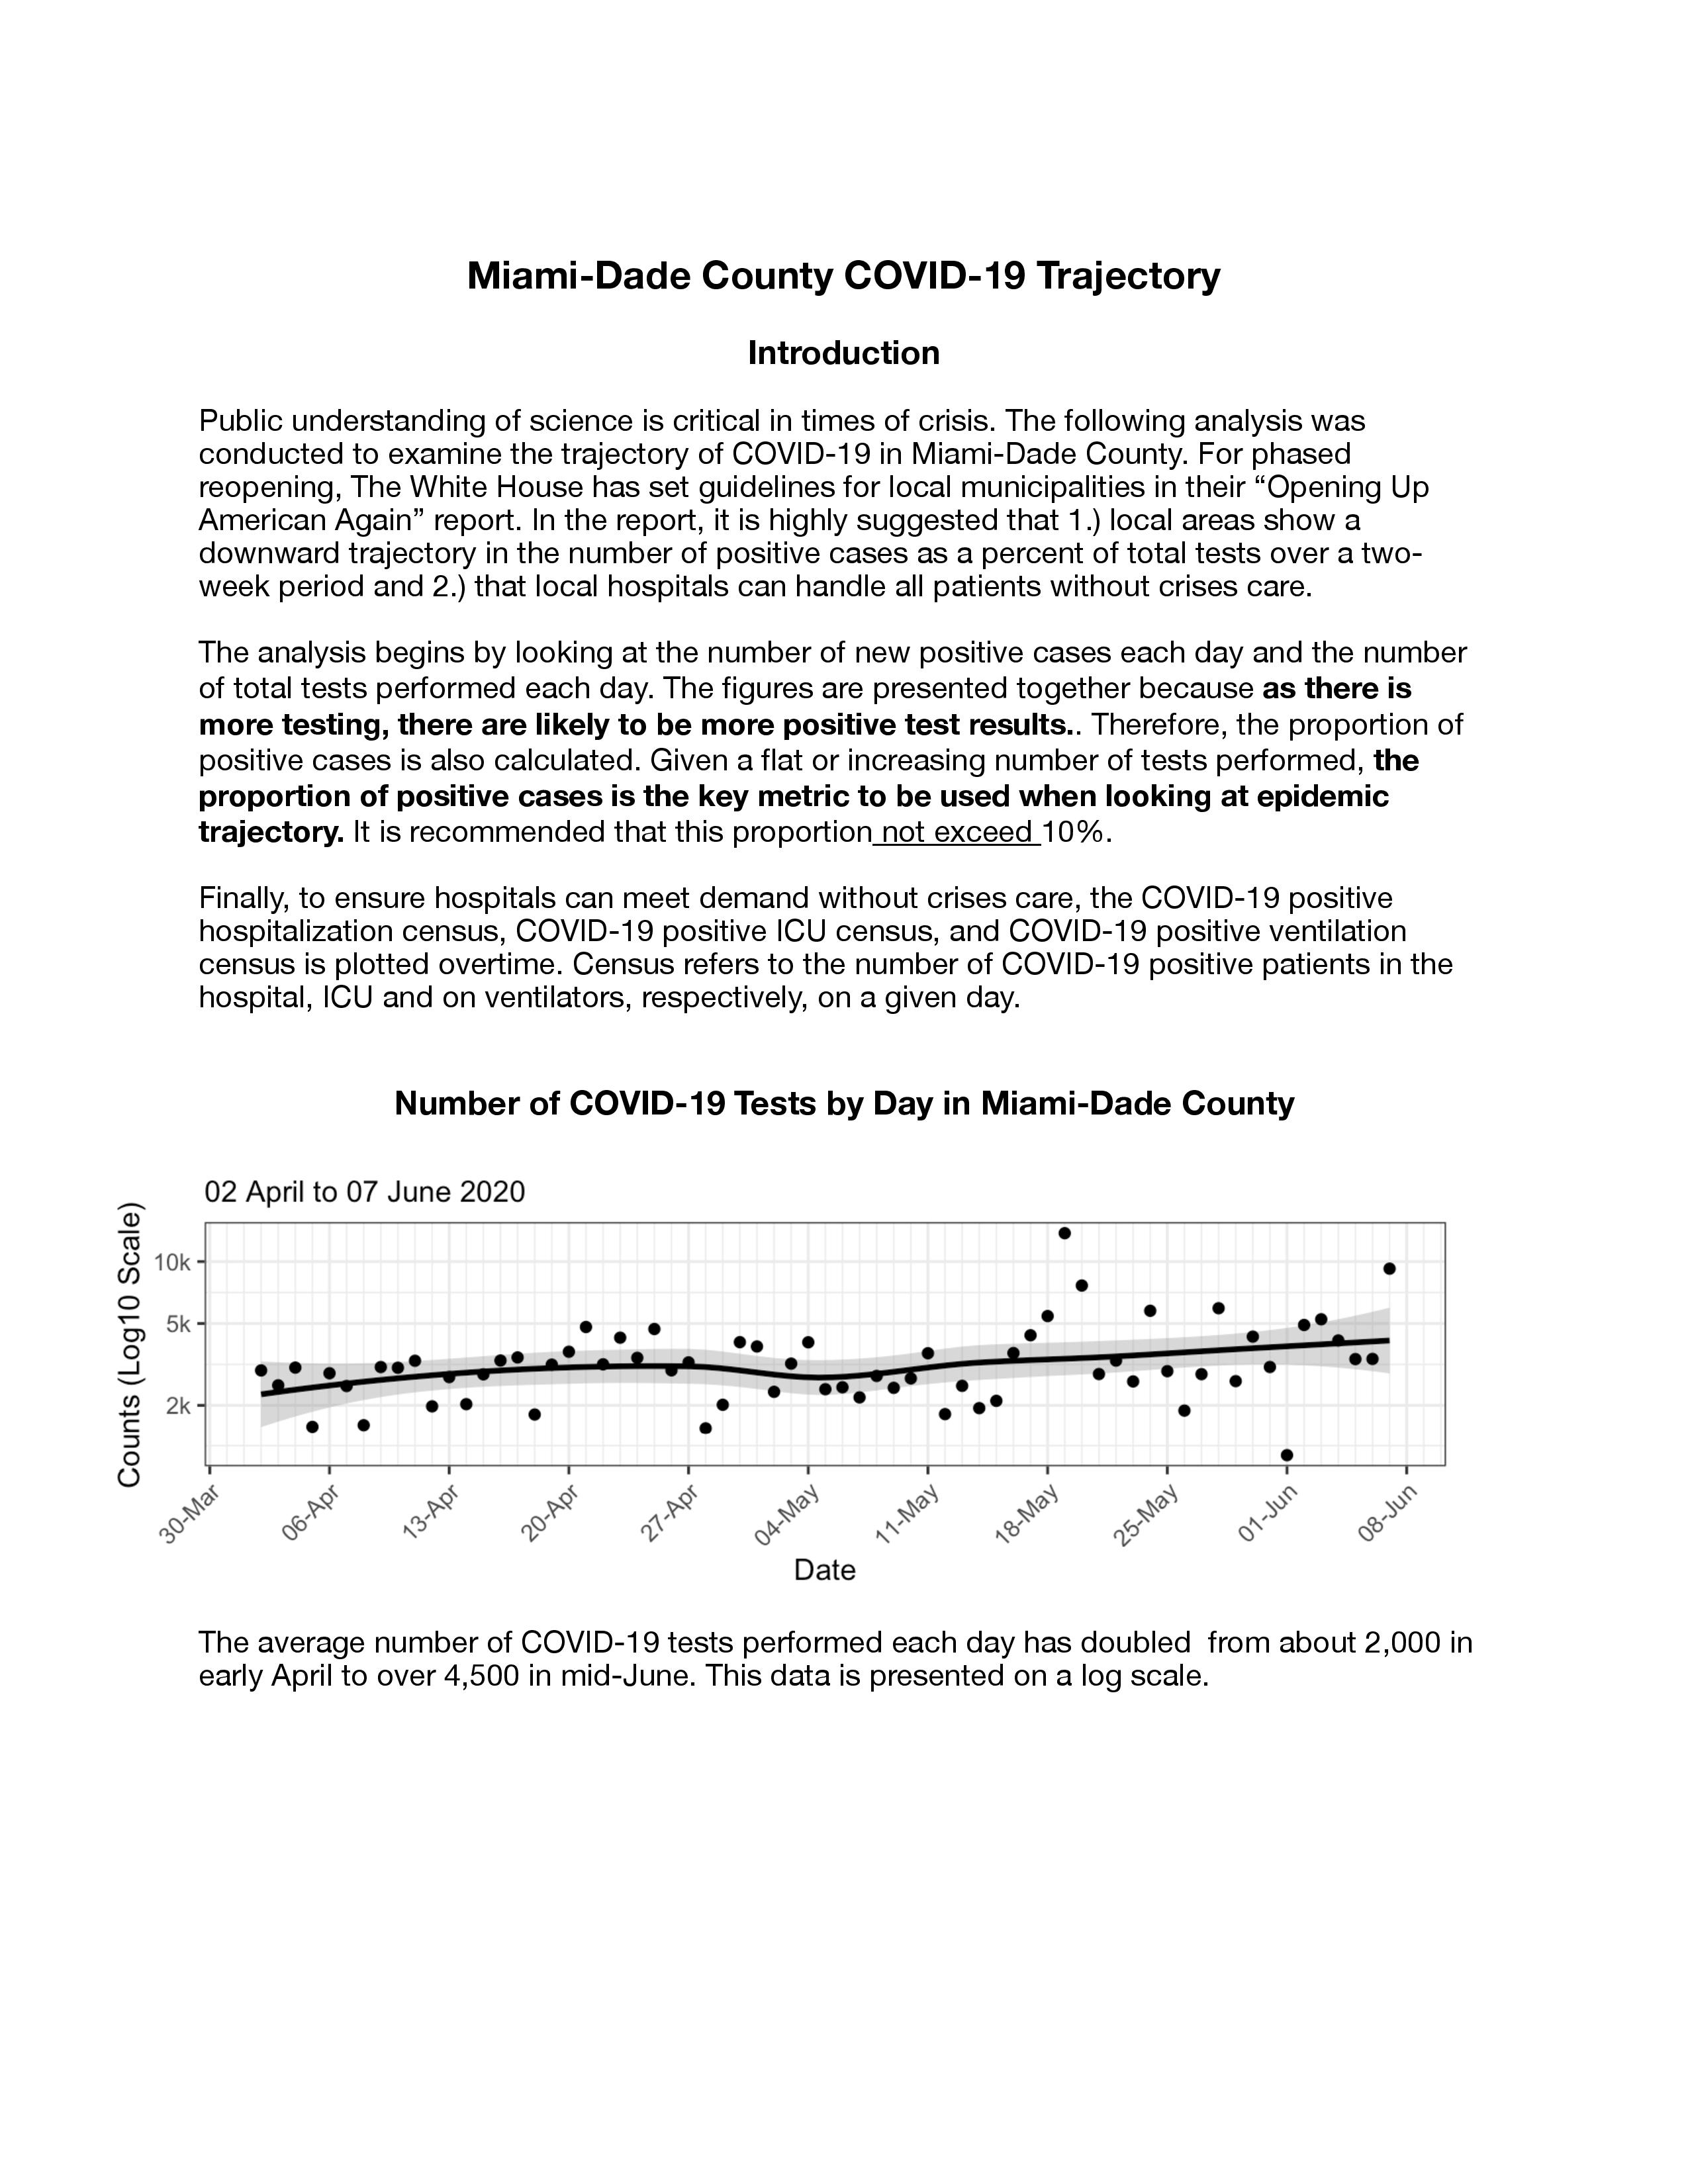 Miami-Dade County COVID-19 Trajectory
Introduction
Public understanding of science is critical in times of crisis. The following analysis was
conducted to examine the trajectory of COVID-19 in Miami-Dade County. For phased
reopening, The White House has set guidelines for local municipalities in their “Opening Up
American Again” report. In the report, it is highly suggested that 1.) local areas show a
downward trajectory in the number of positive cases as a percent of total tests over a two-
week period and 2.) that local hospitals can handle all patients without crises care.
The analysis begins by looking at the number of new positive cases each day and the number
of total tests performed each day. The figures are presented together because as there is
more testing, there are likely to be more positive test results.. Therefore, the proportion of
positive cases is also calculated. Given a flat or increasing number of tests performed, the
proportion of positive cases is the key metric to be used when looking at epidemic
trajectory. It is recommended that this proportion not exceed 10%.
Finally, to ensure hospitals can meet demand without crises care, the COVID-19 positive
hospitalization census, COVID-19 positive ICU census, and COVID-19 positive ventilation
census is plotted overtime. Census refers to the number of COVID-19 positive patients in the
hospital, ICU and on ventilators, respectively, on a given day.
Number of COVID-19 Tests by Day in Miami-Dade County
02 April to 07 June 2020
Counts (Log10 Scale)
10k
5k
2k
30-Mar
06-Apr
13-Apr
20-Apr
27-Apr
04-May
11-May
18-May
25-May
01-Jun
08-Jun
Date
The average number of COVID-19 tests performed each day has doubled  from about 2,000 in
early April to over 4,500 in mid-June. This data is presented on a log scale.